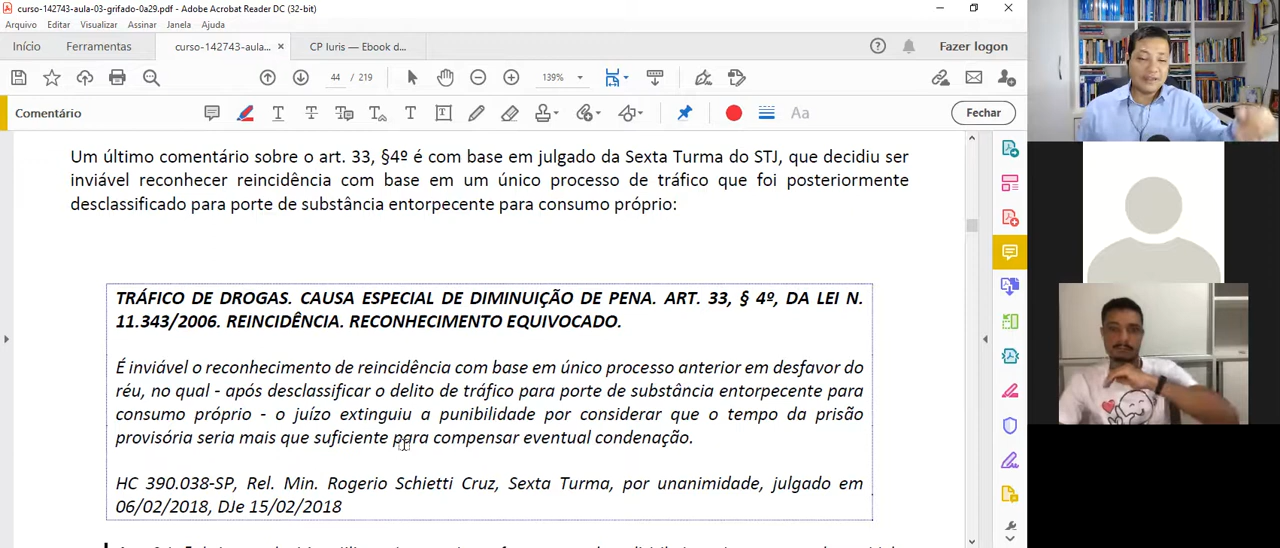 curso-142743-aula-03-grifado-0a29.pdf - Adobe Acrobat Reader DC (32-bit)
Arquivo Editar Visualizar Assinar Janela Ajuda
Início Ferramentas curso-142743-aula... × CP Iuris — Ebook d... Fazer logon
44 / 219 139%
Comentário Aa Fechar
Um último comentário sobre o art. 33, §4º é com base em julgado da Sexta Turma do STJ, que decidiu ser
inviável reconhecer reincidência com base em um único processo de tráfico que foi posteriormente
desclassificado para porte de substância entorpecente para consumo próprio:
TRÁFICO DE DROGAS. CAUSA ESPECIAL DE DIMINUIÇÃO DE PENA. ART. 33, § 4º, DA LEI N.
11.343/2006. REINCIDÊNCIA. RECONHECIMENTO EQUIVOCADO.
É inviável o reconhecimento de reincidência com base em único processo anterior em desfavor do
réu, no qual - após desclassificar o delito de tráfico para porte de substância entorpecente para
consumo próprio - o juízo extinguiu a punibilidade por considerar que o tempo da prisão
provisória seria mais que suficiente para compensar eventual condenação.
HC 390.038-SP, Rel. Min. Rogerio Schietti Cruz, Sexta Turma, por unanimidade, julgado em
06/02/2018, DJe 15/02/2018